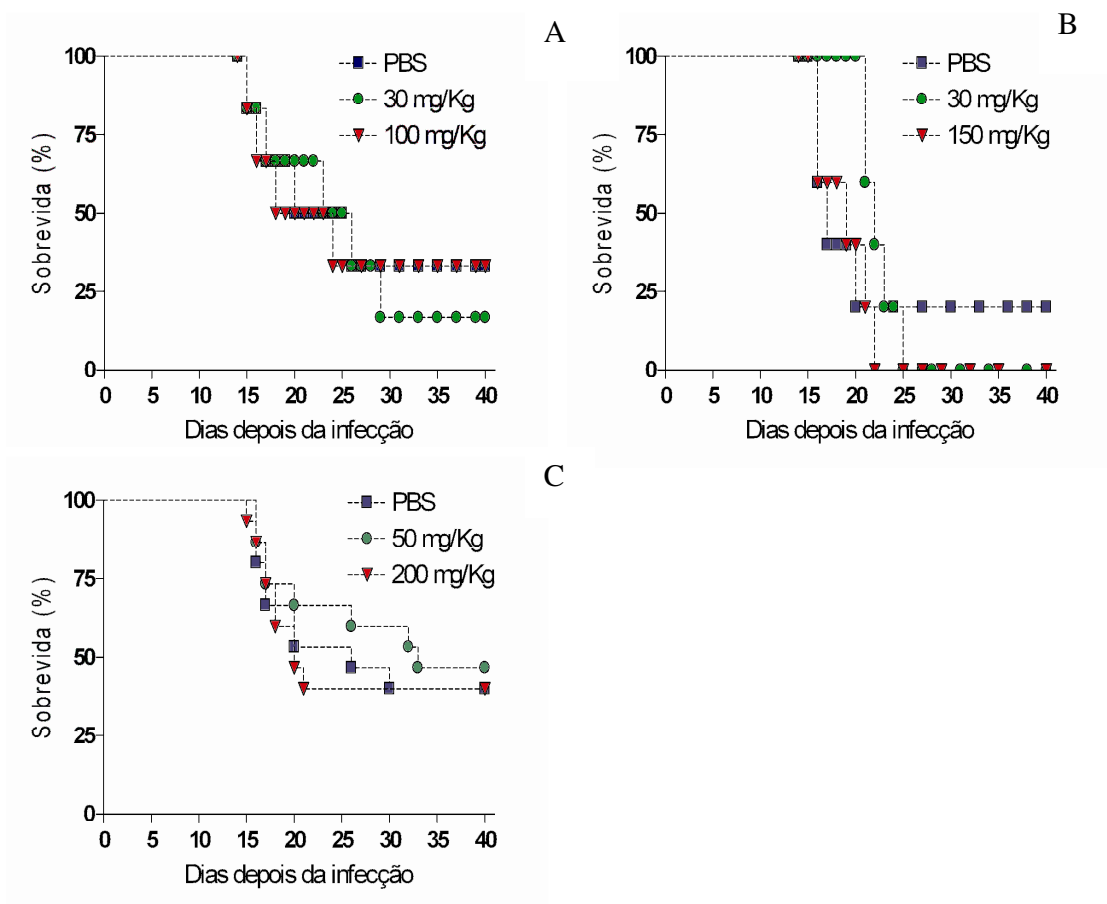 A
100
75
50
25
0
Sobrevida (%)
PBS
30 mg/Kg
100 mg/Kg
0 5 10 15 20 25 30 35 40
Dias depois da infecção
B
100
75
50
25
0
Sobrevida (%)
PBS
30 mg/Kg
150 mg/Kg
0 5 10 15 20 25 30 35 40
Dias depois da infecção
C
100
75
50
25
0
Sobrevida (%)
PBS
50 mg/Kg
200 mg/Kg
0 5 10 15 20 25 30 35 40
Dias depois da infecção